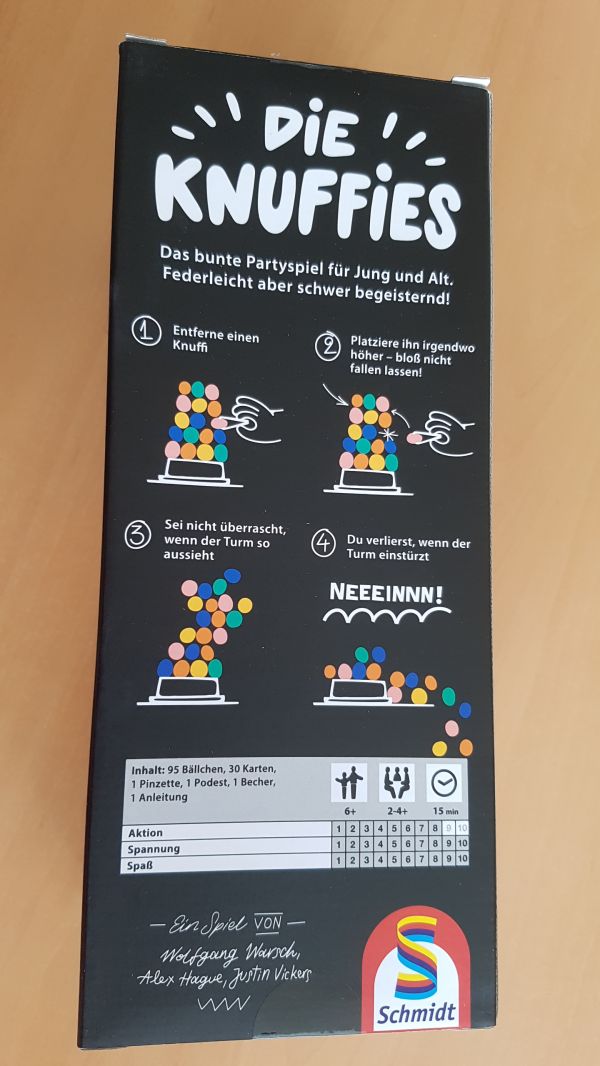 DiE
KNUFFiES
Das bunte Partyspiel für Jung und Alt.
Federleicht aber schwer begeisternd!
1 Entferne einen
Knuffi
2 Platziere ihn irgendwo
höher – bloß nicht
fallen lassen!
3 Sei nicht überrascht,
wenn der Turm so
aussieht
4 Du verlierst, wenn der
Turm einstürzt
NEEEINNN!
Inhalt: 95 Bällchen, 30 Karten,
1 Pinzette, 1 Podest, 1 Becher,
1 Anleitung
6+ 2-4+ 15 min
Aktion 1 2 3 4 5 6 7 8 9 10
Spannung 1 2 3 4 5 6 7 8 9 10
Spaß 1 2 3 4 5 6 7 8 9 10
– Ein Spiel VON –
Wolfgang Warsch,
Alex Hague, Justin Vickers
Schmidt